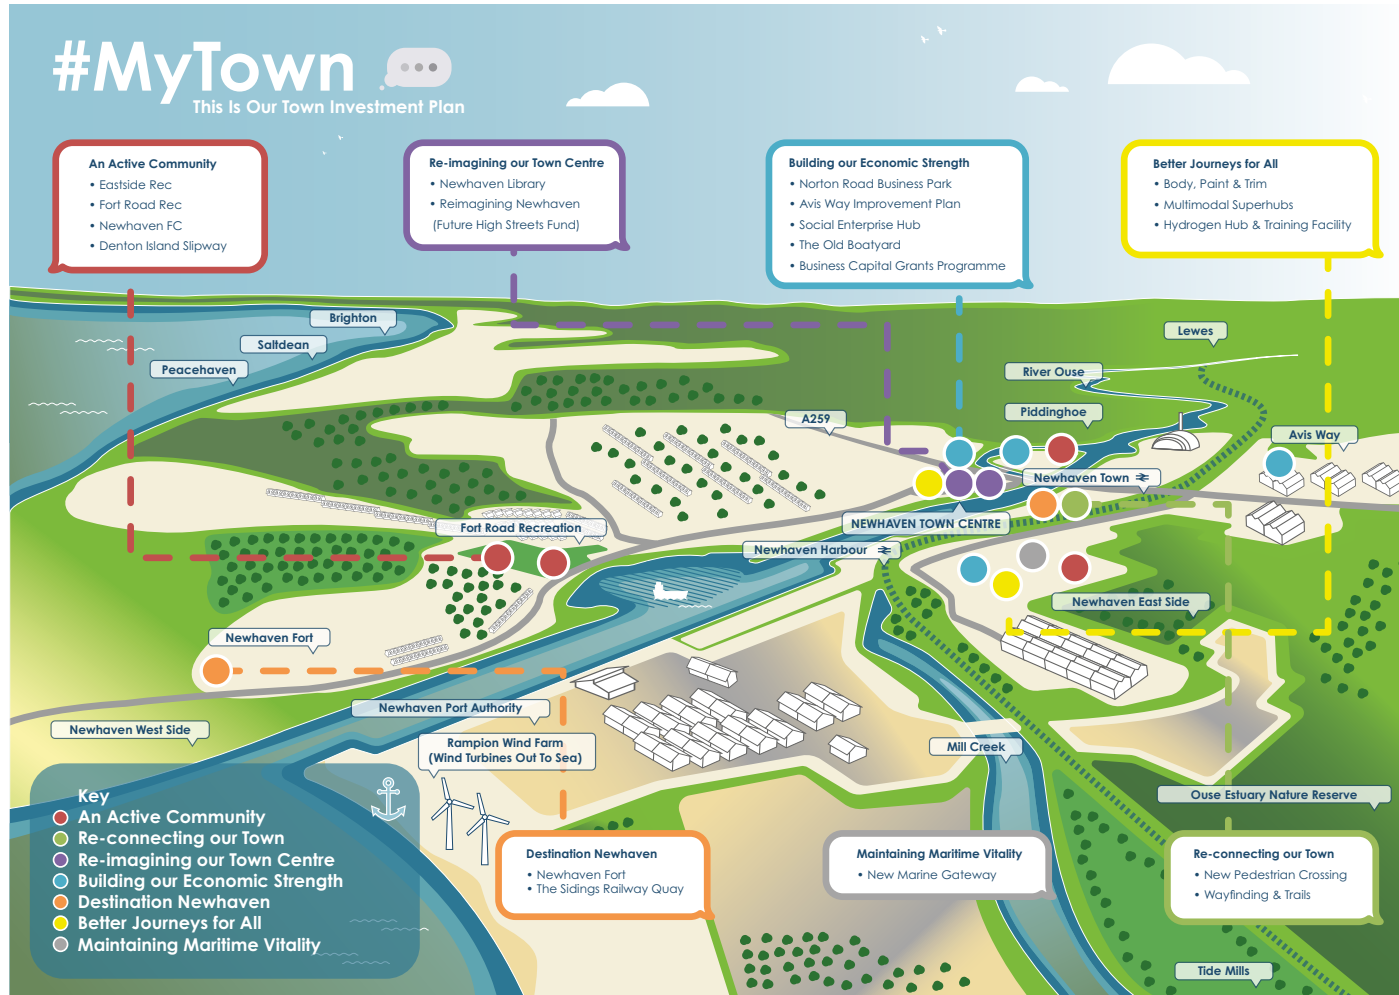 #MyTown
This Is Our Town Investment Plan
An Active Community
• Eastside Rec
• Fort Road Rec
• Newhaven FC
• Denton Island Slipway
Re-imagining our Town Centre
• Newhaven Library
• Reimagining Newhaven
(Future High Streets Fund)
Building our Economic Strength
• Norton Road Business Park
• Avis Way Improvement Plan
• Social Enterprise Hub
• The Old Boatyard
• Business Capital Grants Programme
Better Journeys for All
• Body, Paint & Trim
• Multimodal Superhubs
• Hydrogen Hub & Training Facility
Brighton
Saltdean
Peacehaven
Lewes
River Ouse
Piddinghoe
A259
Avis Way
Newhaven Town
NEWHAVEN TOWN CENTRE
Fort Road Recreation
Newhaven Harbour
Newhaven East Side
Newhaven Fort
Newhaven Port Authority
Newhaven West Side
Rampion Wind Farm
(Wind Turbines Out To Sea)
Mill Creek
Ouse Estuary Nature Reserve
Key
An Active Community
Re-connecting our Town
Re-imagining our Town Centre
Building our Economic Strength
Destination Newhaven
Better Journeys for All
Maintaining Maritime Vitality
Destination Newhaven
• Newhaven Fort
• The Sidings Railway Quay
Maintaining Maritime Vitality
• New Marine Gateway
Re-connecting our Town
• New Pedestrian Crossing
• Wayfinding & Trails
Tide Mills